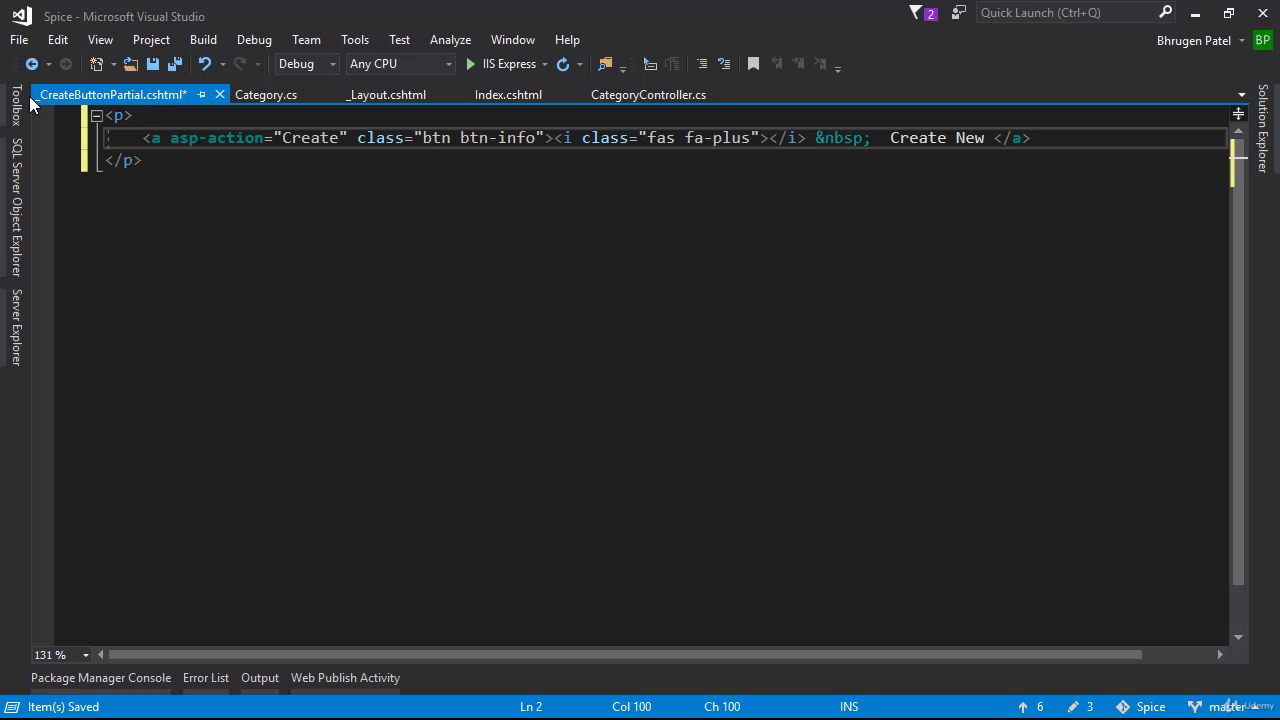 Spice - Microsoft Visual Studio
2
Quick Launch (Ctrl+Q)
File Edit View Project Build Debug Team Tools Test Analyze Window Help
Bhrugen Patel BP
Debug Any CPU IIS Express
_CreateButtonPartial.cshtml* Category.cs _Layout.cshtml Index.cshtml CategoryController.cs
Toolbox
SQL Server Object Explorer
Server Explorer
Solution Explorer
<p>
<a asp-action="Create" class="btn btn-info"><i class="fas fa-plus"></i> &nbsp;  Create New </a>
</p>
131 %
Package Manager Console Error List Output Web Publish Activity
Item(s) Saved Ln 2 Col 100 Ch 100 INS 6 3 Spice master
Udemy